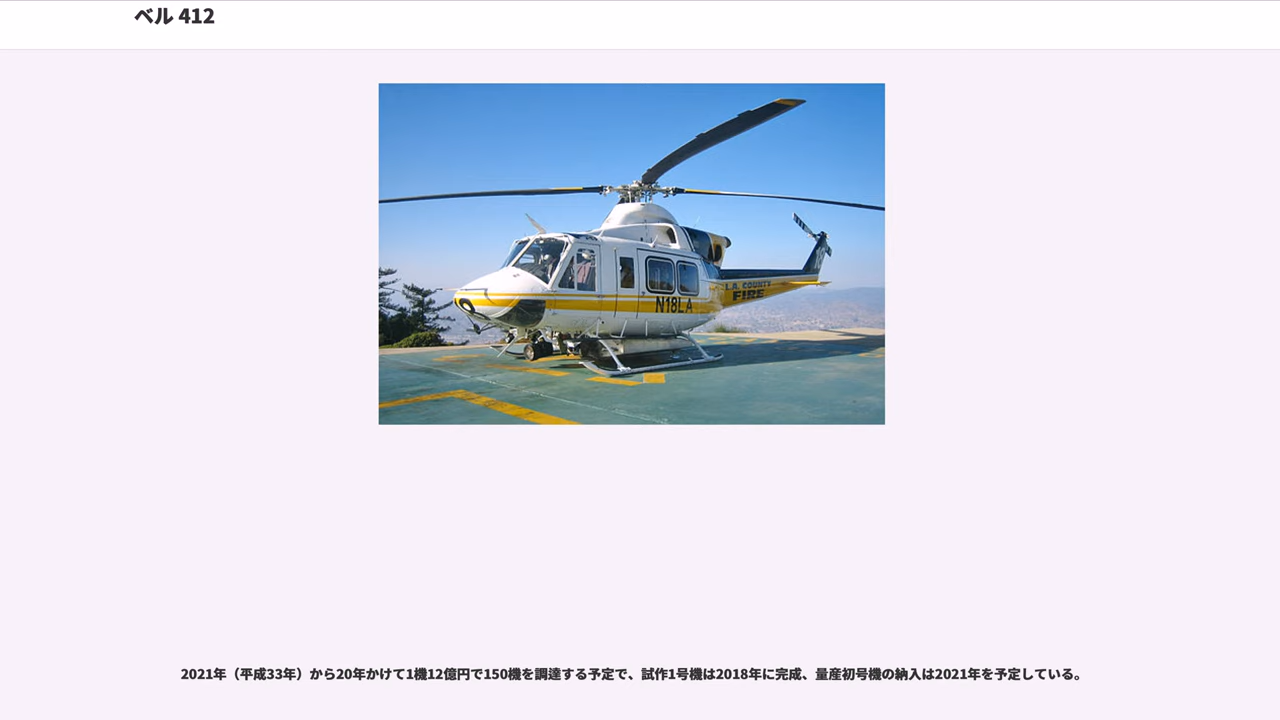 ベル 412
L.A. COUNTY
FIRE
N18LA
2021年（平成33年）から20年かけて1機12億円で150機を調達する予定で、試作1号機は2018年に完成、量産初号機の納入は2021年を予定している。